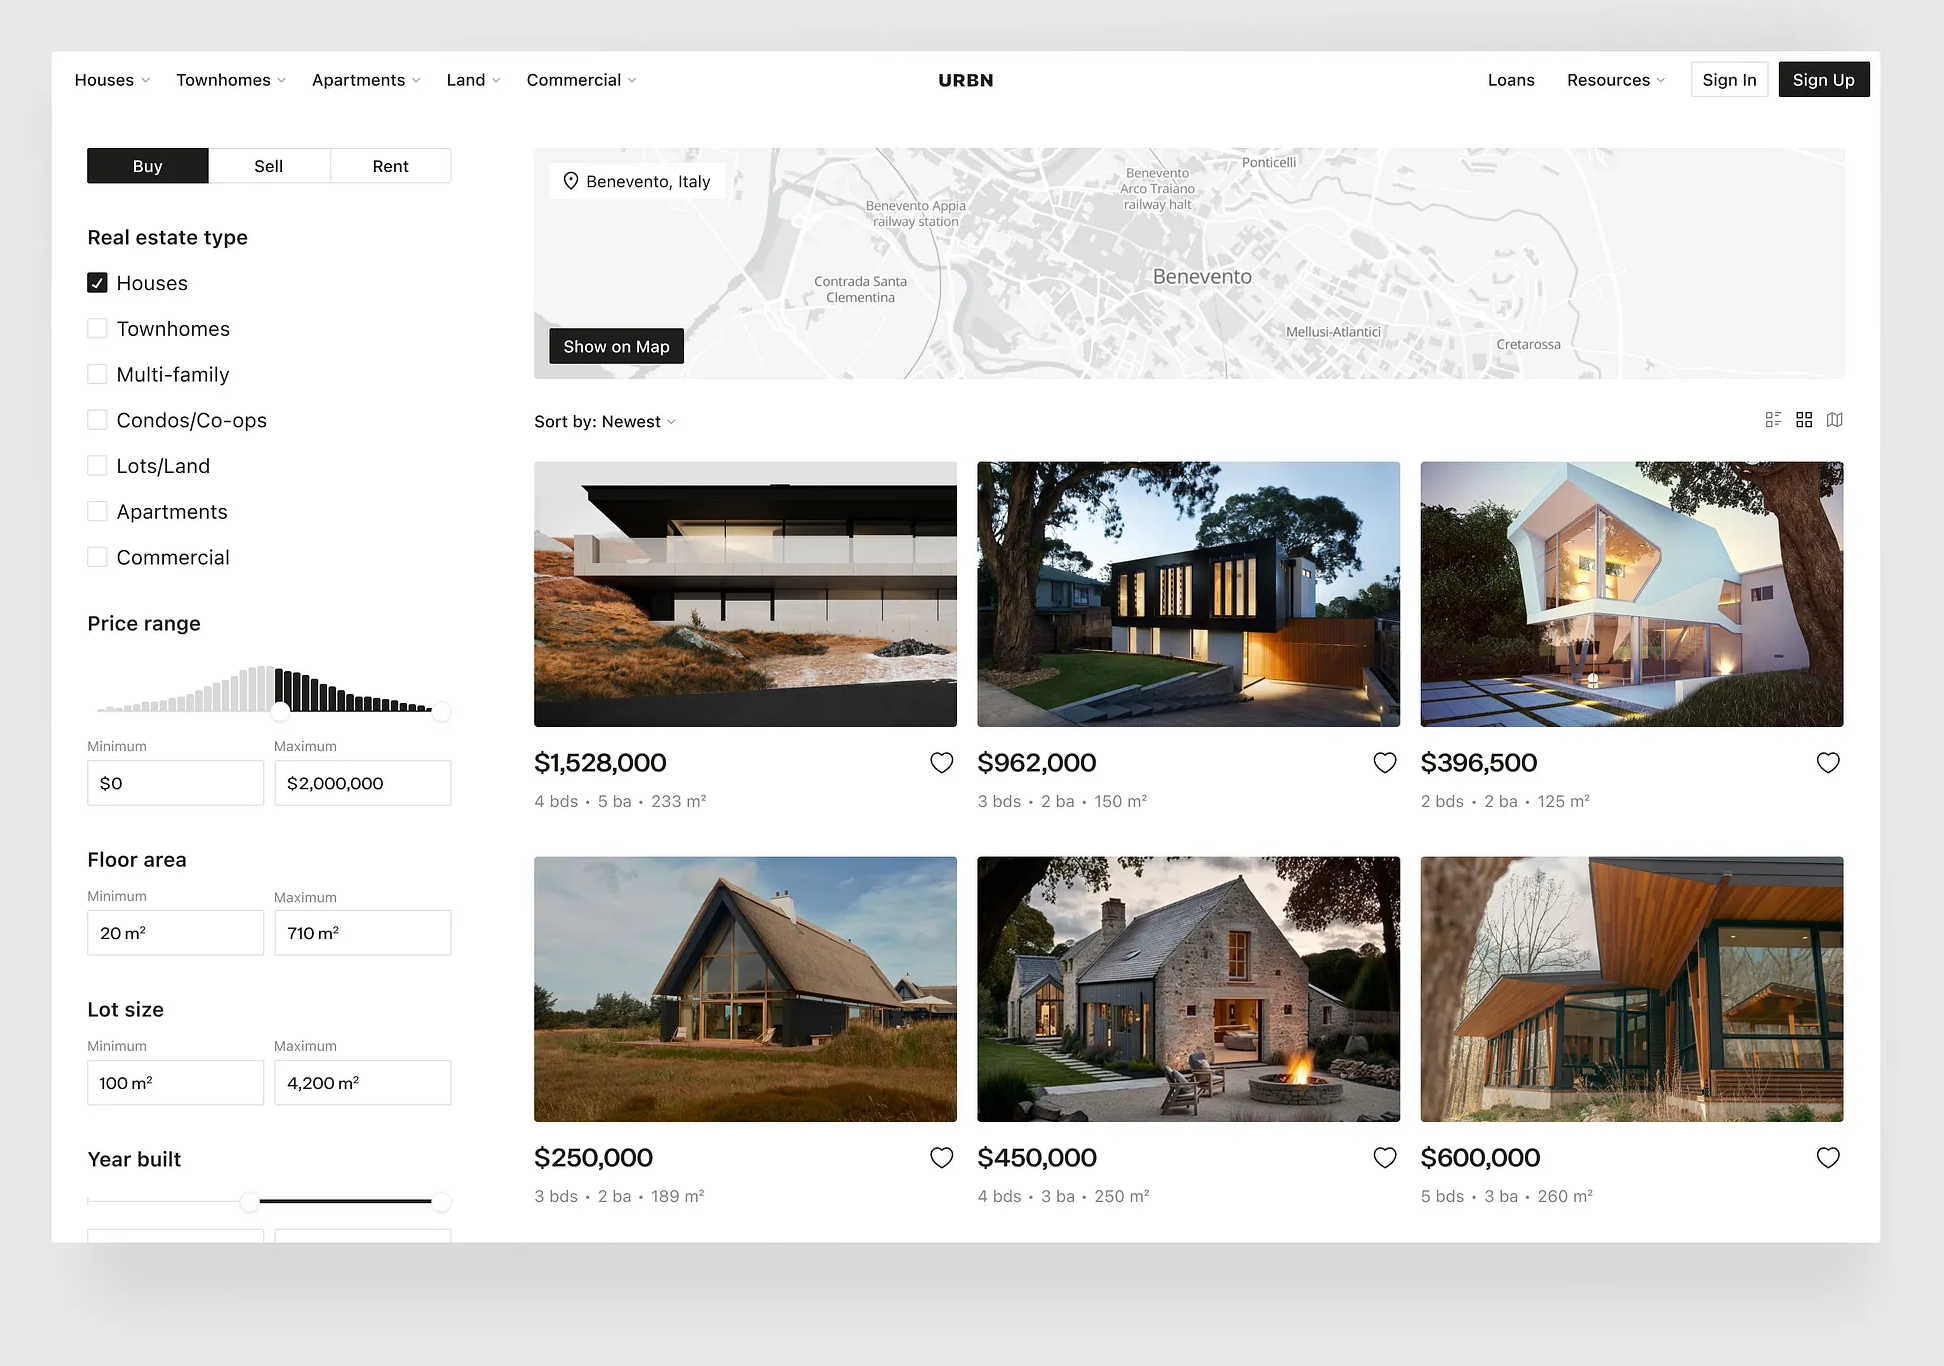 Houses
Townhomes
Apartments
Land
Commercial
URBN
Loans
Resources
Sign In
Sign Up
Buy
Sell
Rent
Real estate type
Houses
Townhomes
Multi-family
Condos/Co-ops
Lots/Land
Apartments
Commercial
Price range
Minimum
Maximum
$0
$2,000,000
Floor area
Minimum
Maximum
20 m²
710 m²
Lot size
Minimum
Maximum
100 m²
4,200 m²
Year built
Benevento, Italy
Ponticelli
Benevento
Arco Traiano
railway halt
Benevento Appia
railway station
Contrada Santa
Clementina
Benevento
Mellusi-Atlantici
Cretarossa
Show on Map
Sort by: Newest
$1,528,000
4 bds • 5 ba • 233 m²
$962,000
3 bds • 2 ba • 150 m²
$396,500
2 bds • 2 ba • 125 m²
$250,000
3 bds • 2 ba • 189 m²
$450,000
4 bds • 3 ba • 250 m²
$600,000
5 bds • 3 ba • 260 m²